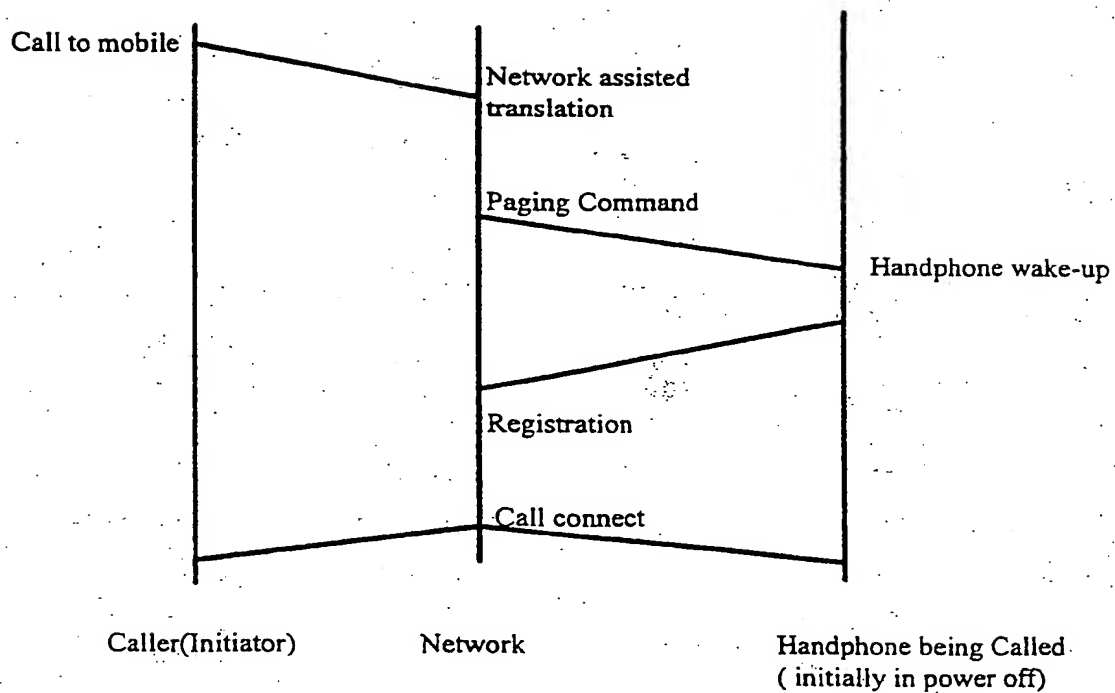 Call to mobile
Network assisted
translation
Paging Command
Handphone wake-up
Registration
Call connect
Caller(Initiator)
Network
Handphone being Called
( initially in power off)